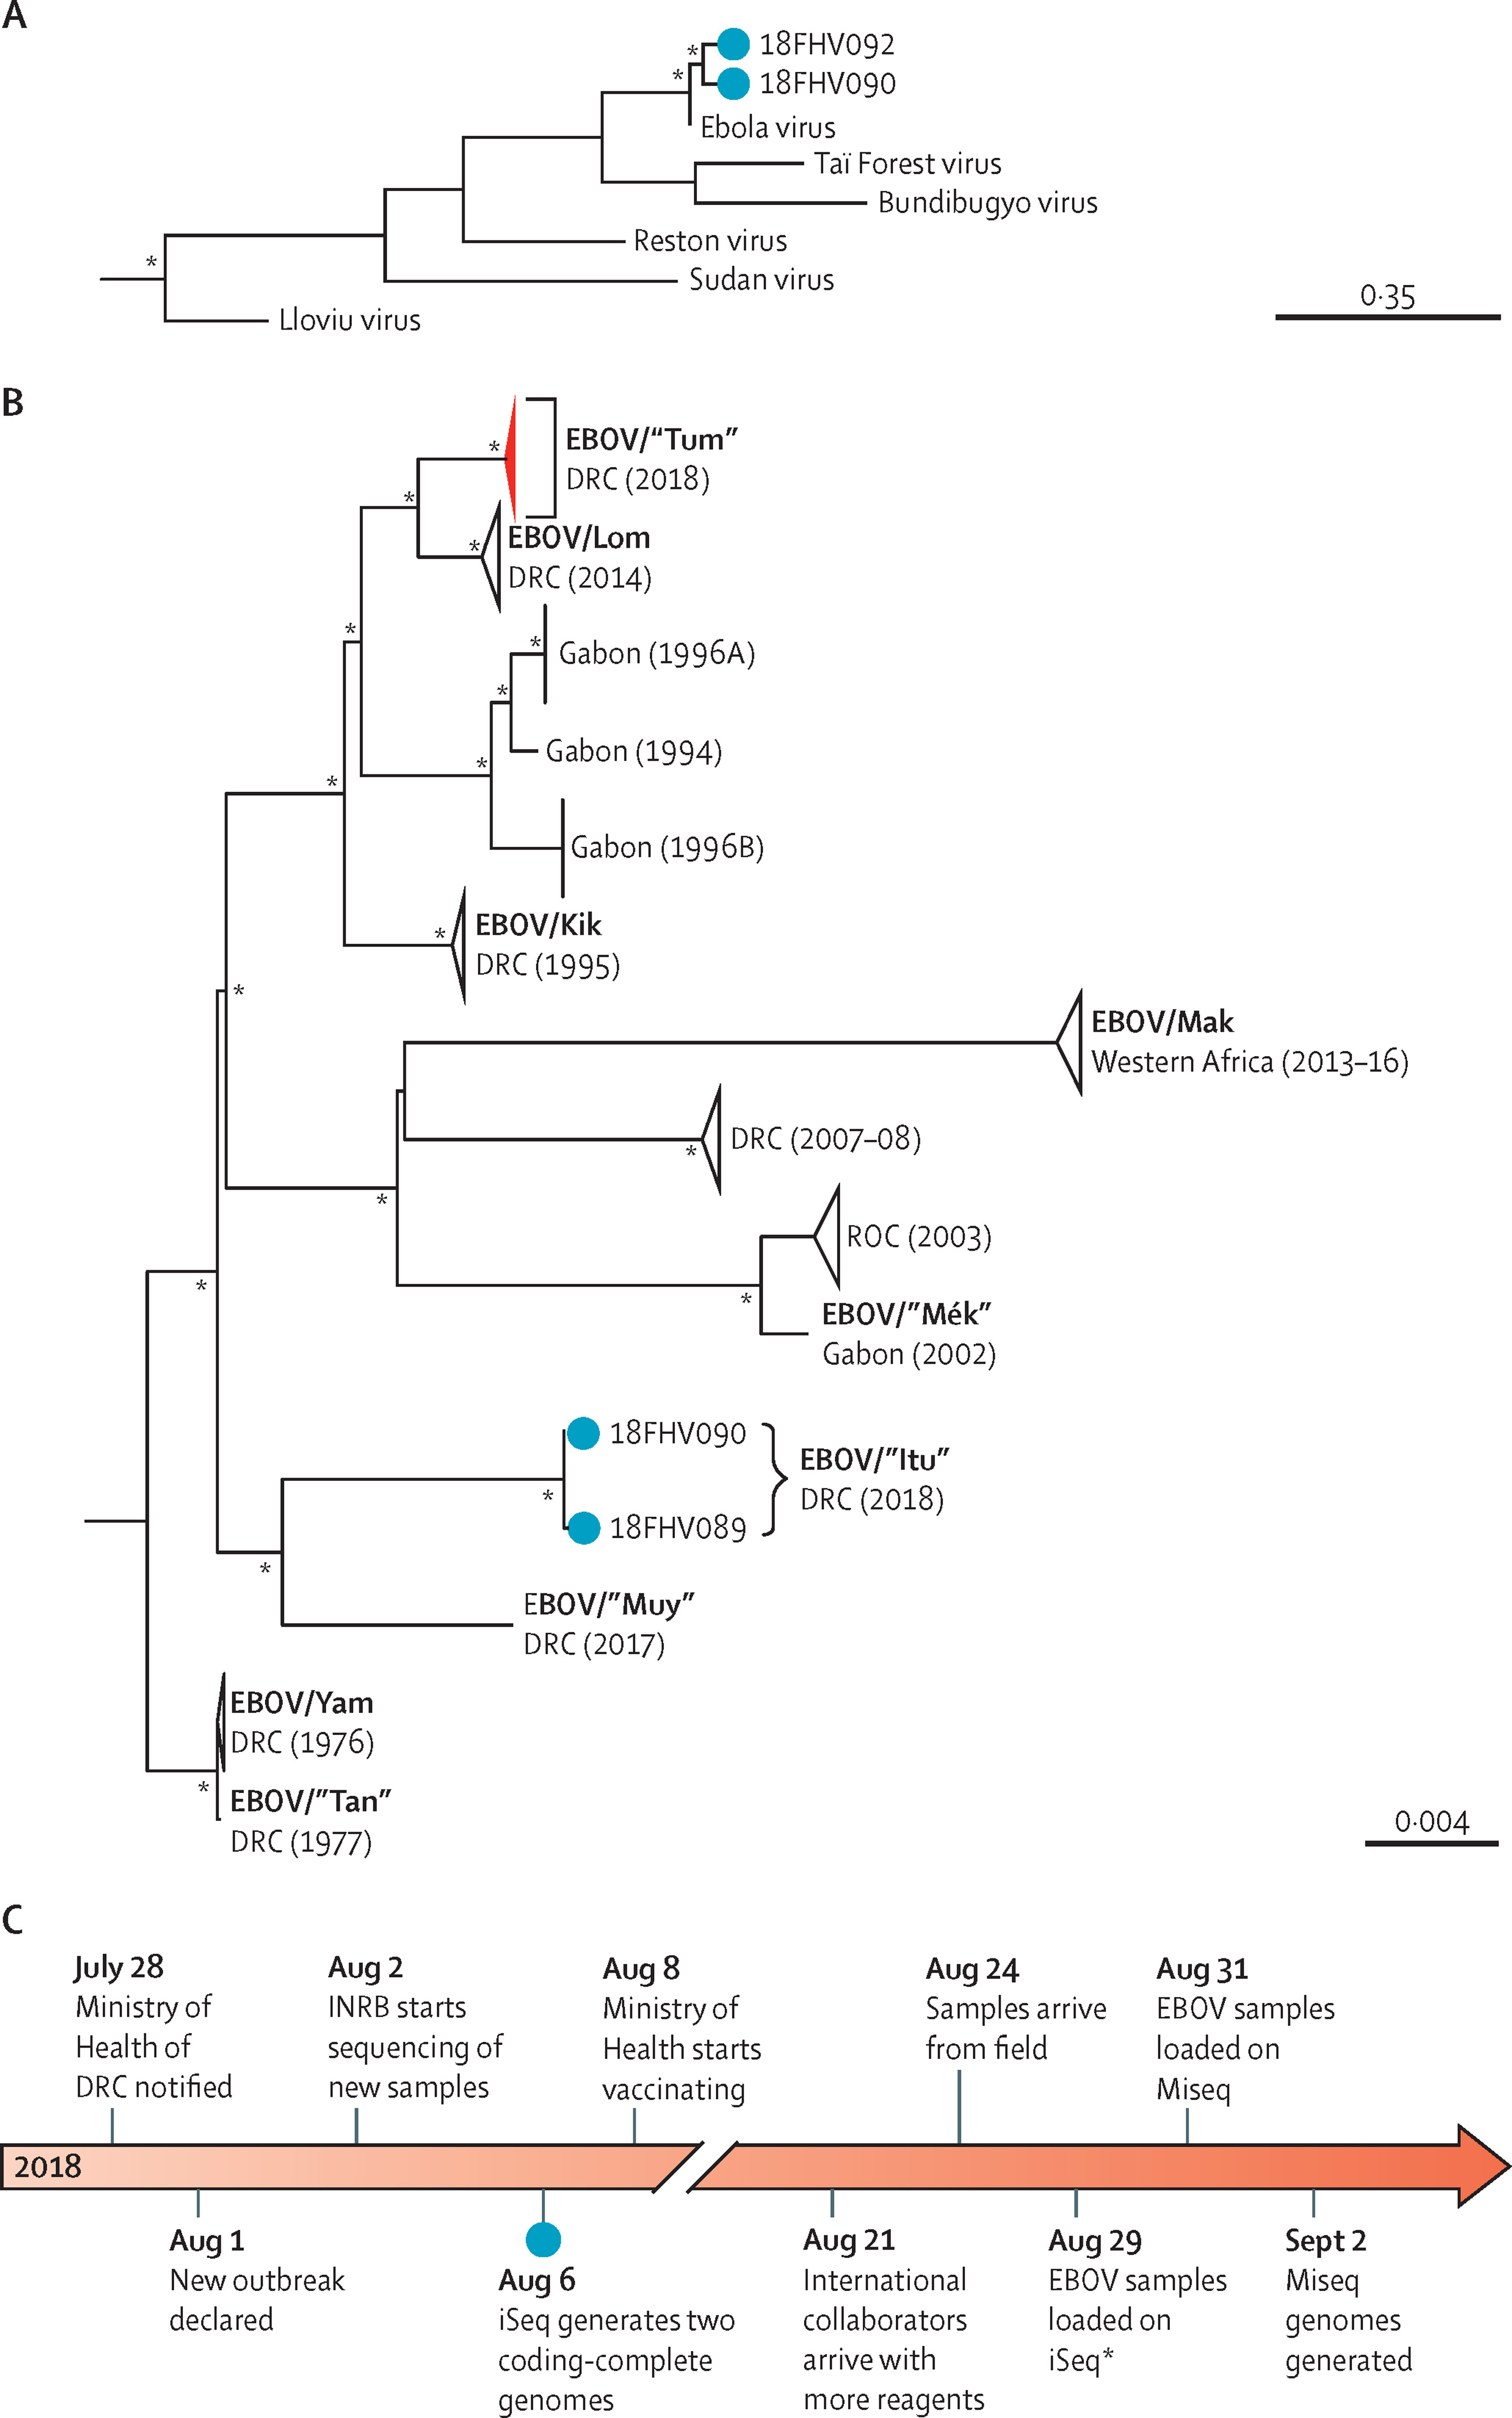 A
*
18FHV092
*
18FHV090
Ebola virus
Taï Forest virus
Bundibugyo virus
Reston virus
*
Sudan virus
0·35
Lloviu virus
B
*
EBOV/“Tum”
DRC (2018)
*
*
EBOV/Lom
DRC (2014)
*
*
Gabon (1996A)
*
Gabon (1994)
*
*
Gabon (1996B)
*
EBOV/Kik
DRC (1995)
*
EBOV/Mak
Western Africa (2013–16)
*
DRC (2007–08)
*
ROC (2003)
*
*
EBOV/”Mék”
Gabon (2002)
18FHV090
*
EBOV/”Itu”
DRC (2018)
18FHV089
*
EBOV/”Muy”
DRC (2017)
EBOV/Yam
DRC (1976)
*
EBOV/”Tan”
DRC (1977)
0·004
C
July 28
Ministry of
Health of
DRC notified
Aug 2
INRB starts
sequencing of
new samples
Aug 8
Ministry of
Health starts
vaccinating
Aug 24
Samples arrive
from field
Aug 31
EBOV samples
loaded on
Miseq
2018
Aug 1
New outbreak
declared
Aug 6
iSeq generates two
coding-complete
genomes
Aug 21
International
collaborators
arrive with
more reagents
Aug 29
EBOV samples
loaded on
iSeq*
Sept 2
Miseq
genomes
generated